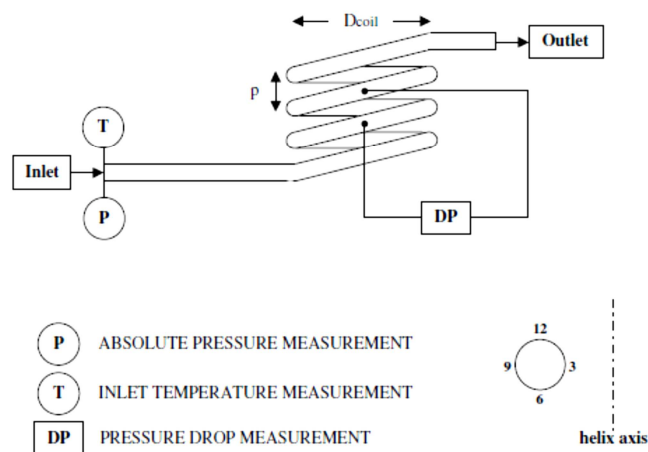 Dcoil
Outlet
p
T
Inlet
P
DP
P ABSOLUTE PRESSURE MEASUREMENT
T INLET TEMPERATURE MEASUREMENT
DP PRESSURE DROP MEASUREMENT
12
9 3
6
helix axis